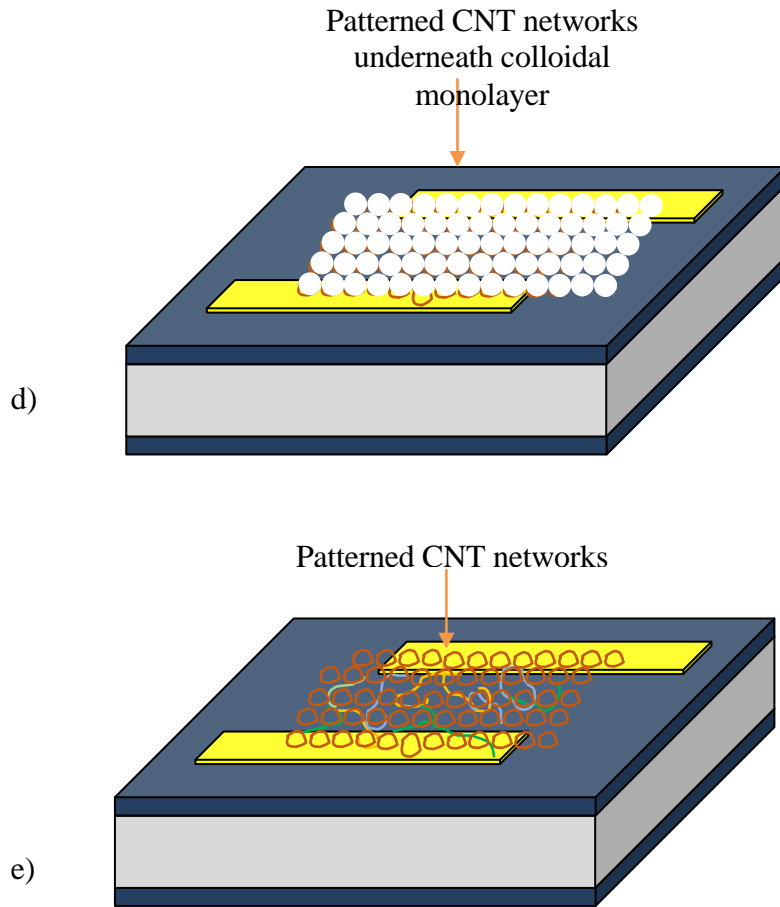 Patterned CNT networks
underneath colloidal
monolayer
d)
Patterned CNT networks
e)